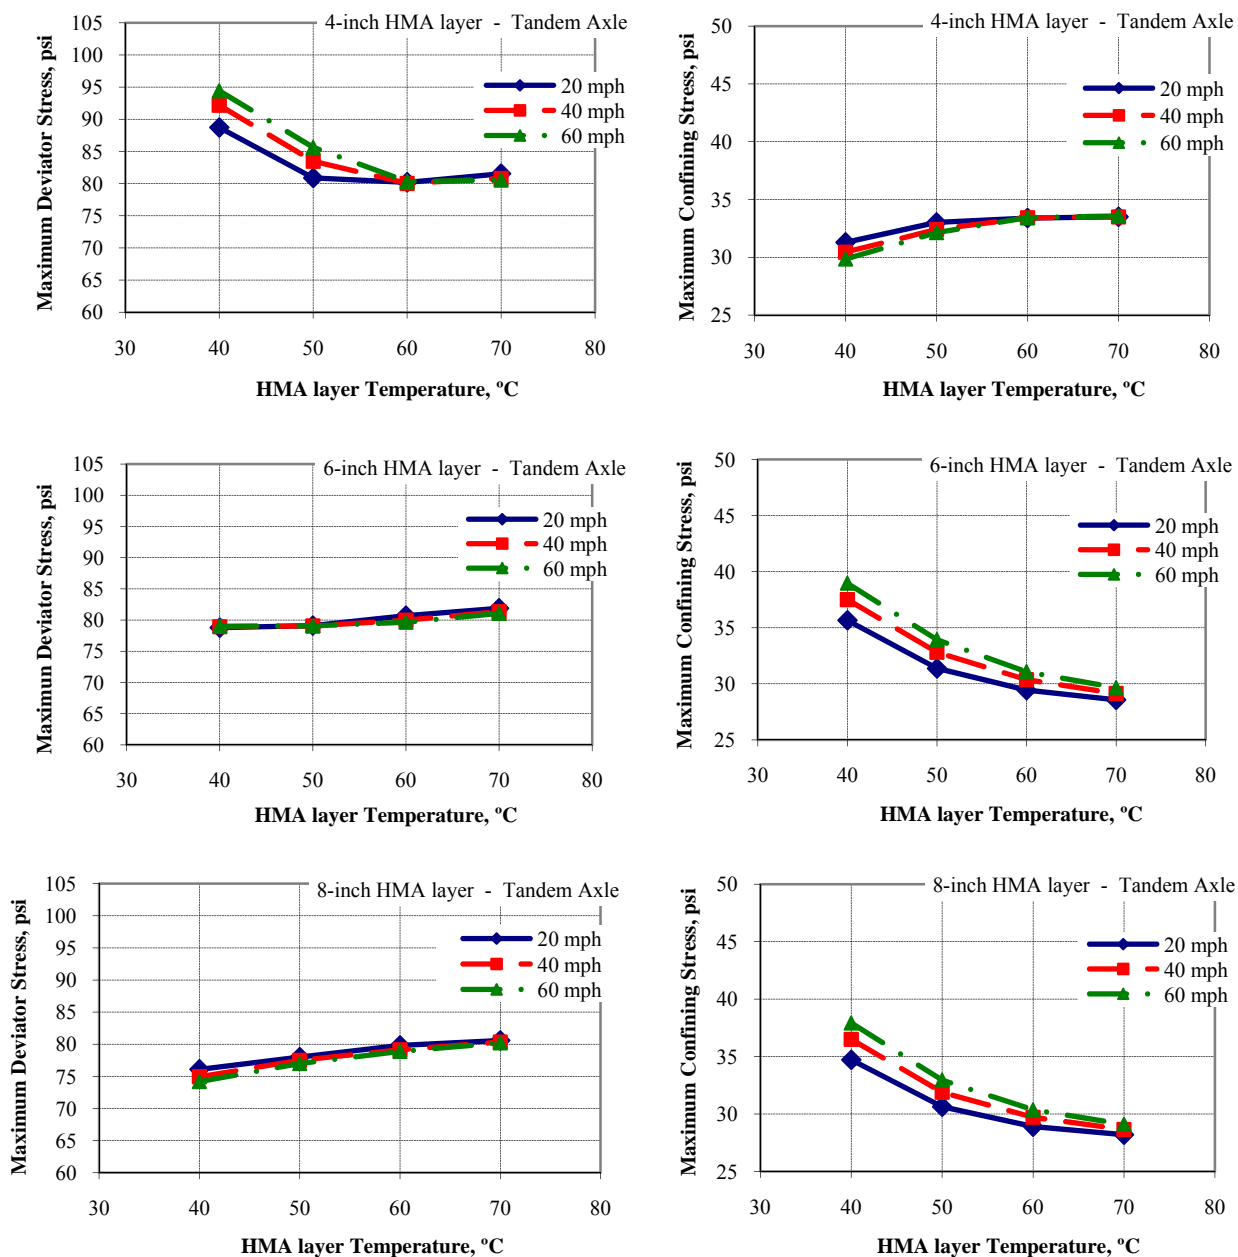 4-inch HMA layer - Tandem Axle
Maximum Deviator Stress, psi
105
100
95
90
85
80
75
70
65
60
20 mph
40 mph
60 mph
30 40 50 60 70 80
HMA layer Temperature, ºC
4-inch HMA layer - Tandem Axle
Maximum Confining Stress, psi
50
45
40
35
30
25
20 mph
40 mph
60 mph
30 40 50 60 70 80
HMA layer Temperature, ºC
6-inch HMA layer - Tandem Axle
Maximum Deviator Stress, psi
105
100
95
90
85
80
75
70
65
60
20 mph
40 mph
60 mph
30 40 50 60 70 80
HMA layer Temperature, ºC
6-inch HMA layer - Tandem Axle
Maximum Confining Stress, psi
50
45
40
35
30
25
20 mph
40 mph
60 mph
30 40 50 60 70 80
HMA layer Temperature, ºC
8-inch HMA layer - Tandem Axle
Maximum Deviator Stress, psi
105
100
95
90
85
80
75
70
65
60
20 mph
40 mph
60 mph
30 40 50 60 70 80
HMA layer Temperature, ºC
8-inch HMA layer - Tandem Axle
Maximum Confining Stress, psi
50
45
40
35
30
25
20 mph
40 mph
60 mph
30 40 50 60 70 80
HMA layer Temperature, ºC